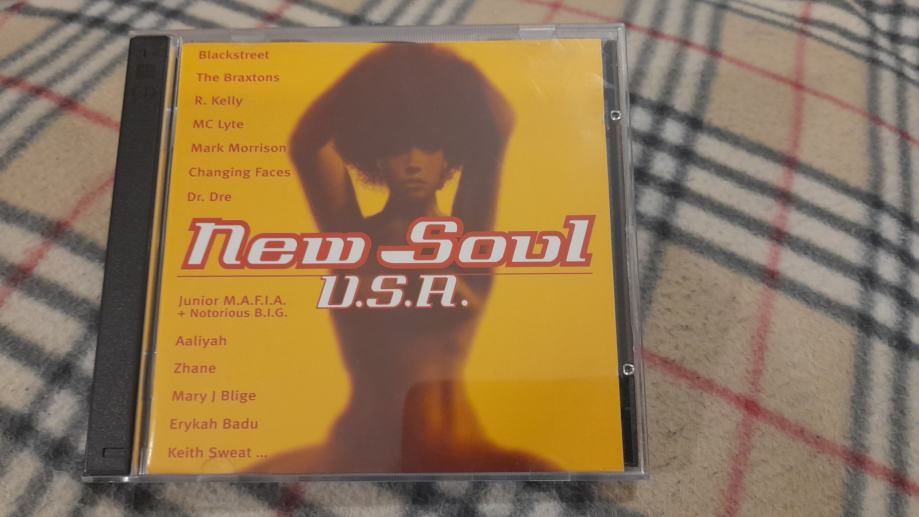 Blackstreet
The Braxtons
R. Kelly
MC Lyte
Mark Morrison
Changing Faces
Dr. Dre
New Soul
U.S.A.
Junior M.A.F.I.A.
+ Notorious B.I.G.
Aaliyah
Zhane
Mary J Blige
Erykah Badu
Keith Sweat ...